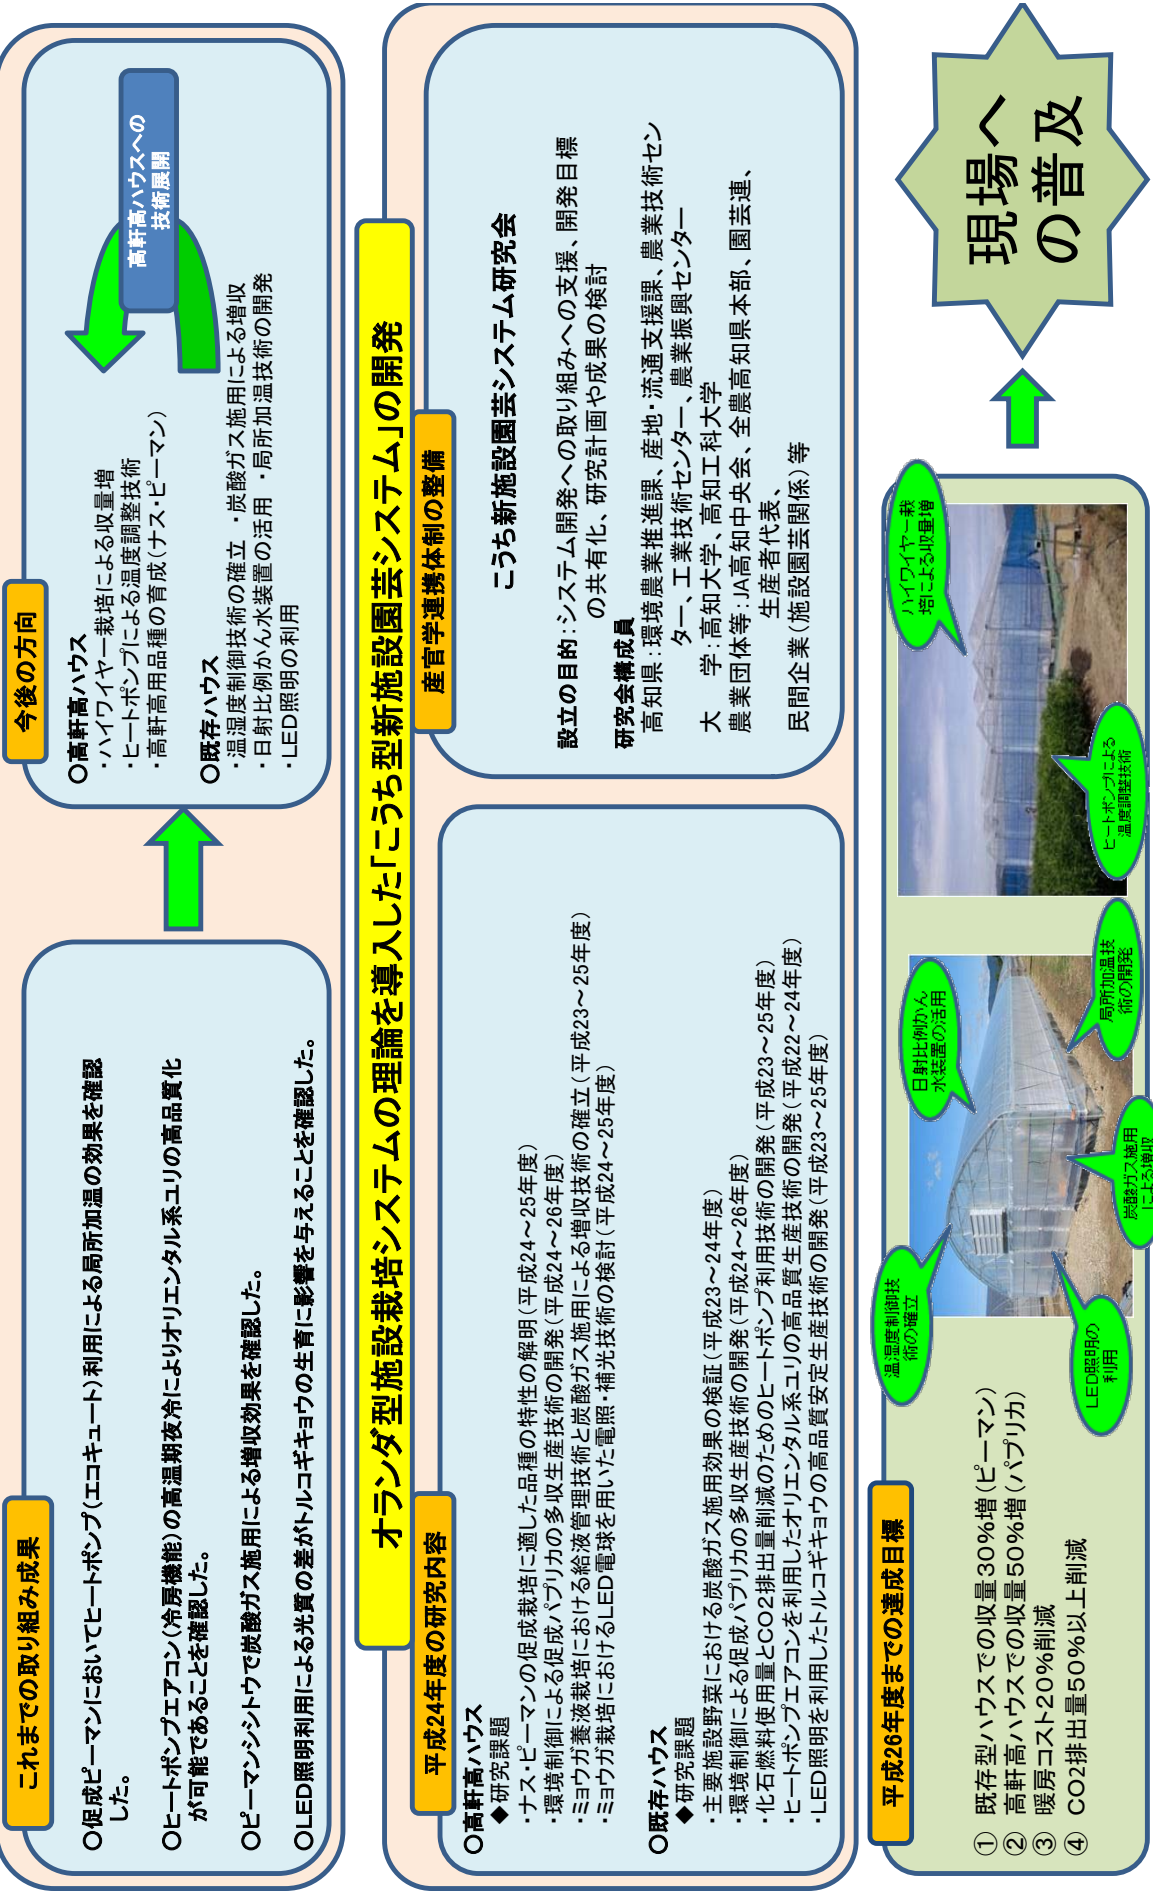 これまでの取り組み成果
○促成ピーマンにおいてヒートポンプ(エコキュート)利用による局所加温の効果を確認
した。
○ヒートポンプエアコン(冷房機能)の高温期夜冷によりオリエンタル系ユリの高品質化
が可能であることを確認した。
○ピーマンシシトウで炭酸ガス施用による増収効果を確認した。
○LED照明利用による光質の差がトルコギキョウの生育に影響を与えることを確認した。
今後の方向
○高軒高ハウス
・ハイワイヤー栽培による収量増
・ヒートポンプによる温度調整技術
・高軒高用品種の育成(ナス・ピーマン)
○既存ハウス
・温湿度制御技術の確立 ・炭酸ガス施用による増収
・日射比例かん水装置の活用 ・局所加温技術の開発
・LED照明の利用
高軒高ハウスへの
技術展開
オランダ型施設栽培システムの理論を導入した「こうち型新施設園芸システム」の開発
平成24年度の研究内容
○高軒高ハウス
◆研究課題
・ナス・ピーマンの促成栽培に適した品種の特性の解明(平成24~25年度)
・環境制御による促成パプリカの多収生産技術の開発(平成24~26年度)
・ミョウガ養液栽培における給液管理技術と炭酸ガス施用による増収技術の確立(平成23~25年度)
・ミョウガ栽培におけるLED電球を用いた電照・補光技術の検討(平成24~25年度)
○既存ハウス
◆研究課題
・主要施設野菜における炭酸ガス施用効果の検証(平成23~24年度)
・環境制御による促成パプリカの多収生産技術の開発(平成24~26年度)
・化石燃料使用量とCO2排出量削減のためのヒートポンプ利用技術の開発(平成23~25年度)
・ヒートポンプエアコンを利用したオリエンタル系ユリの高品質生産技術の開発(平成22~24年度)
・LED照明を利用したトルコギキョウの高品質安定生産技術の開発(平成23~25年度)
産官学連携体制の整備
こうち新施設園芸システム研究会
設立の目的:システム開発への取り組みへの支援、開発目標
の共有化、研究計画や成果の検討
研究会構成員
高知県:環境農業推進課、産地・流通支援課、農業技術セン
ター、工業技術センター、農業振興センター
大 学:高知大学、高知工科大学
農業団体等:JA高知中央会、全農高知県本部、園芸連、
生産者代表、
民間企業(施設園芸関係)等
平成26年度までの達成目標
① 既存型ハウスでの収量30%増(ピーマン)
② 高軒高ハウスでの収量50%増(パプリカ)
③ 暖房コスト20%削減
④ CO2排出量50%以上削減
温湿度制御技
術の確立
LED照明の
利用
日射比例かん
水装置の活用
炭酸ガス施用
による増収
局所加温技
術の開発
ハイワイヤー栽
培による収量増
ヒートポンプによる
温度調整技術
現場へ
の普及